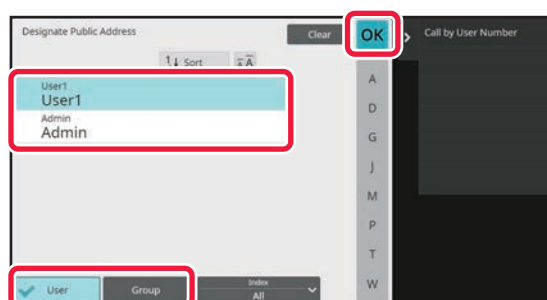 Designate Public Address
Clear
OK
Call by User Number
Sort
User1
User1
Admin
Admin
A
D
G
J
M
P
T
W
User
Group
Index
All